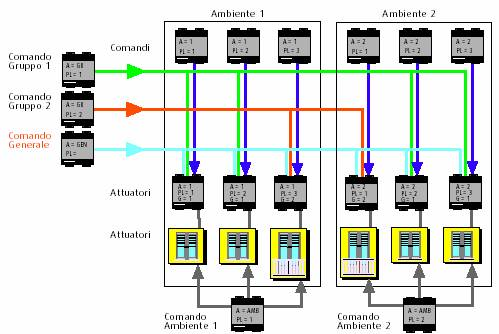 Ambiente 1
Ambiente 2
Comandi
A = 1
PL = 1
A = 1
PL = 2
A = 1
PL = 3
A = 2
PL = 1
A = 2
PL = 2
A = 2
PL = 3
Comando
Gruppo 1
A = GR
PL = 1
Comando
Gruppo 2
A = GR
PL = 2
Comando
Generale
A = GEN
PL =
Attuatori
A = 1
PL = 1
G = 1
A = 1
PL = 2
G = 1
A = 1
PL = 3
G = 2
A = 2
PL = 1
G = 2
A = 2
PL = 2
G = 1
A = 2
PL = 3
G = 1
Attuatori
Comando
Ambiente 1
A = AMB
PL = 1
Comando
Ambiente 2
A = AMB
PL = 2